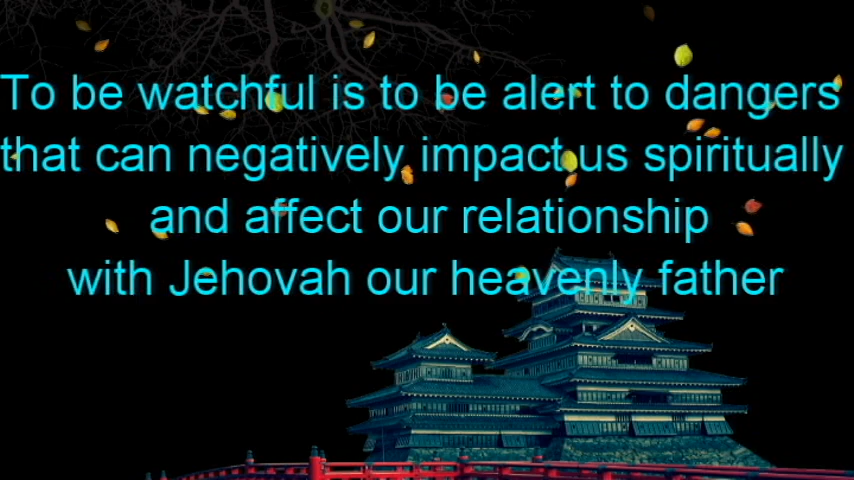 To be watchful is to be alert to dangers
that can negatively impact us spiritually
and affect our relationship
with Jehovah our heavenly father